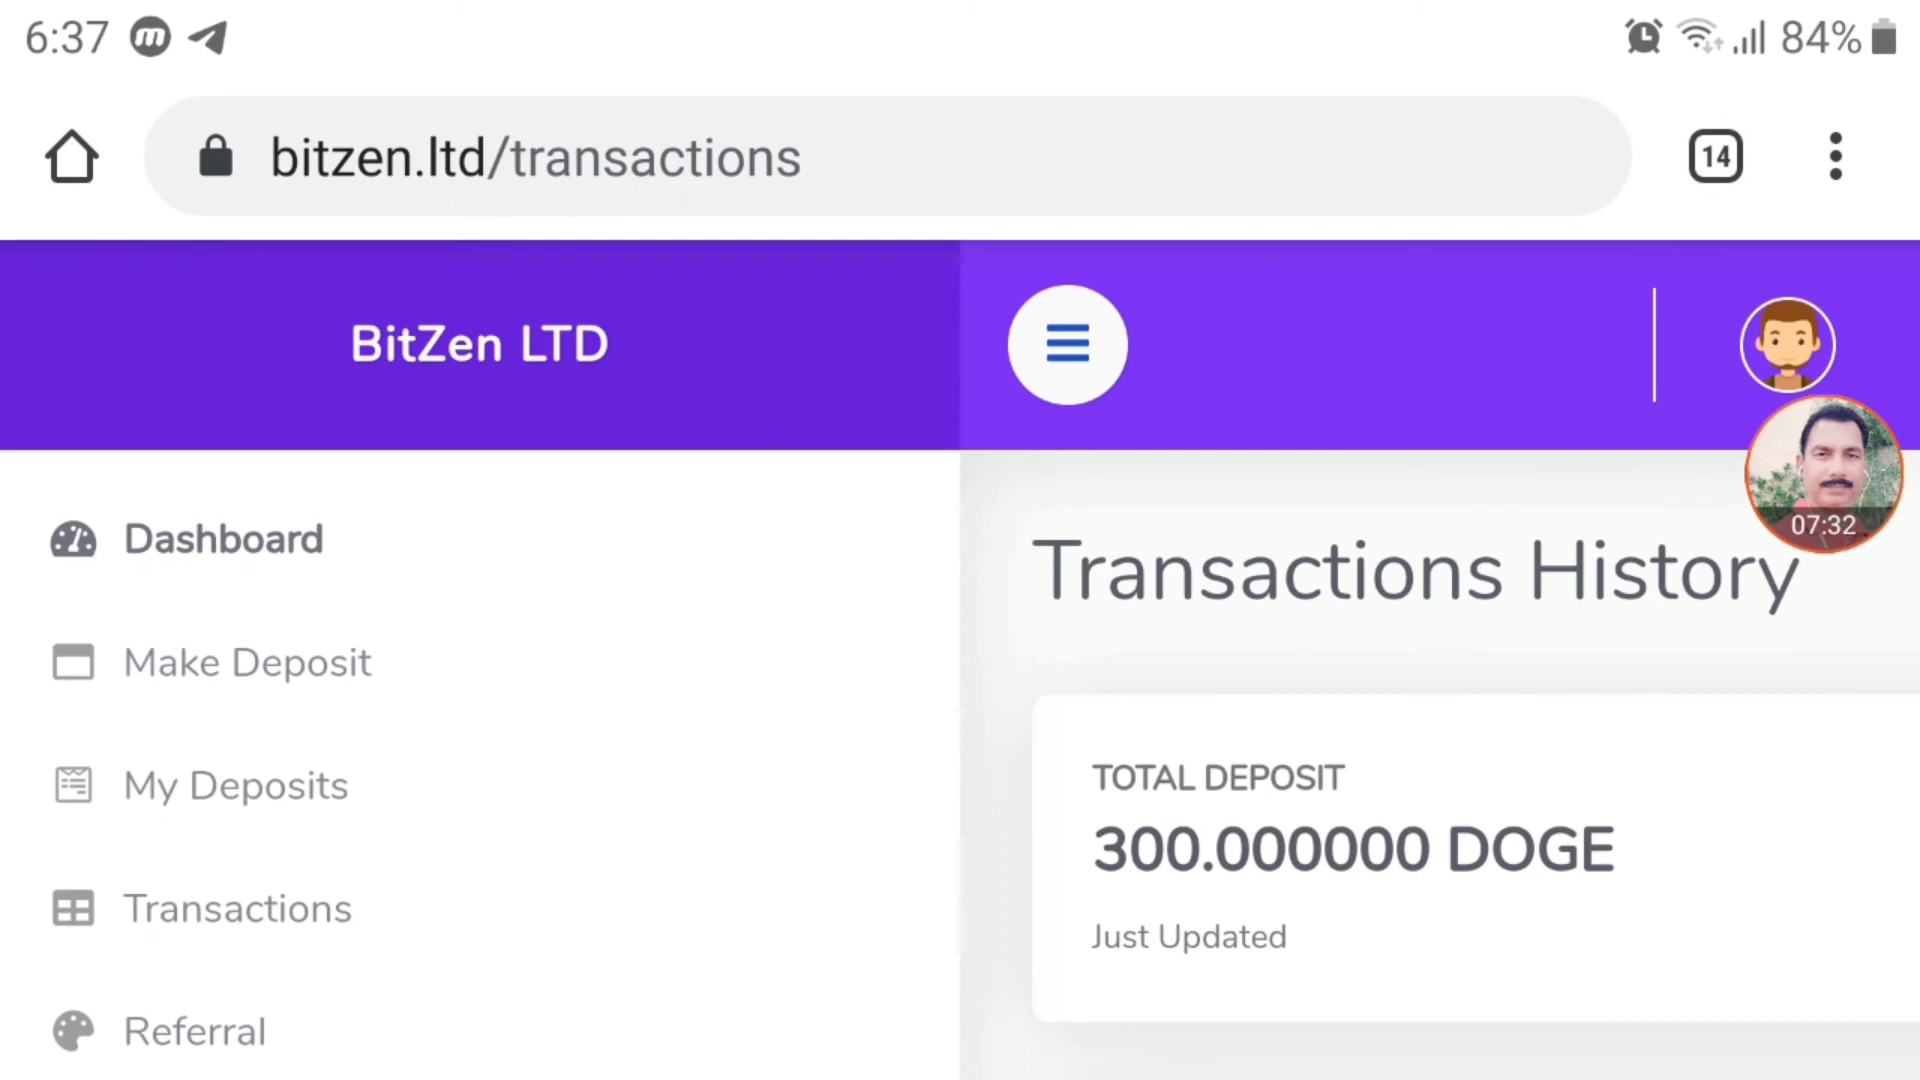 6:37
84%
bitzen.ltd/transactions
14
BitZen LTD
07:32
Dashboard
Make Deposit
My Deposits
Transactions
Referral
Transactions History
TOTAL DEPOSIT
300.000000 DOGE
Just Updated